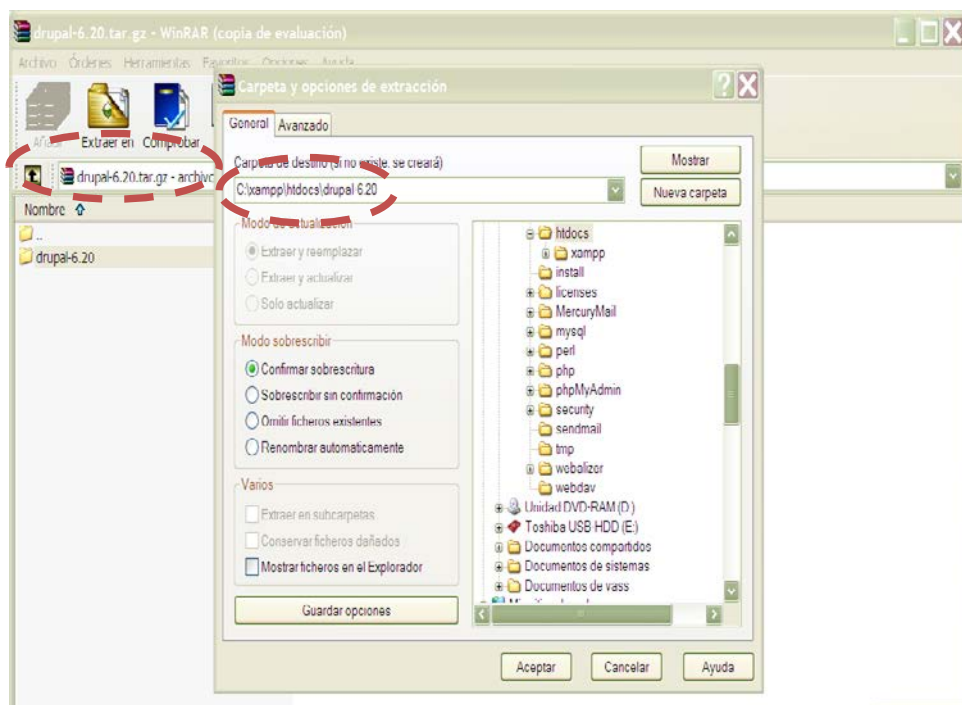 drupal-6.20.tar.gz - WinRAR (copia de evaluación)
Archivo Órdenes Herramientas Favoritos Opciones Ayuda
Carpeta y opciones de extracción
General Avanzado
Extraer en Comprobar
Carpeta de destino (si no existe, se creará)
Mostrar
drupal-6.20.tar.gz - archivo
C:\xampp\htdocs\drupal 6.20
Nueva carpeta
Nombre
..
drupal-6.20
Modo de actualización
Extraer y reemplazar
Extraer y actualizar
Solo actualizar
Modo sobrescribir
Confirmar sobrescritura
Sobrescribir sin confirmación
Omitir ficheros existentes
Renombrar automaticamente
Varios
Extraer en subcarpetas
Conservar ficheros dañados
Mostrar ficheros en el Explorador
Guardar opciones
htdocs
xampp
install
licenses
MercuryMail
mysql
perl
php
phpMyAdmin
security
sendmail
tmp
webalizer
webdav
Unidad DVD-RAM (D:)
Toshiba USB HDD (E:)
Documentos compartidos
Documentos de sistemas
Documentos de vass
Aceptar Cancelar Ayuda